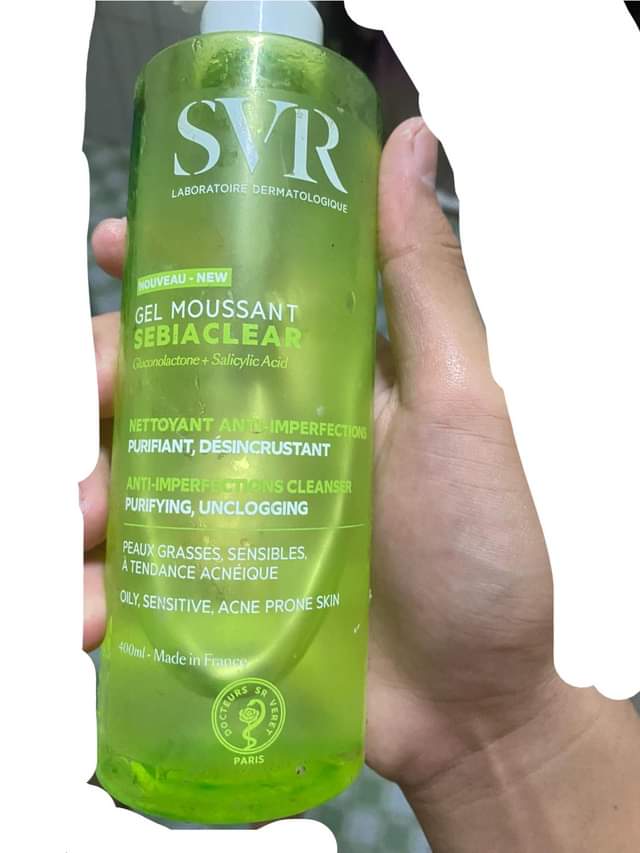 SVR
LABORATOIRE DERMATOLOGIQUE
NOUVEAU - NEW
GEL MOUSSANT
SEBIACLEAR
Gluconolactone + Salicylic Acid
NETTOYANT ANTI-IMPERFECTIONS
PURIFIANT, DÉSINCRUSTANT
ANTI-IMPERFECTIONS CLEANSER
PURIFYING, UNCLOGGING
PEAUX GRASSES, SENSIBLES,
À TENDANCE ACNÉIQUE
OILY, SENSITIVE, ACNE PRONE SKIN
400ml - Made in France
DOCTEURS SR VERET
PARIS